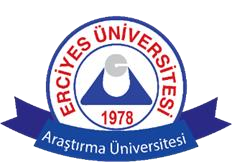 ERCİYES ÜNİVERSİTESİ
1978
Araştırma Üniversitesi